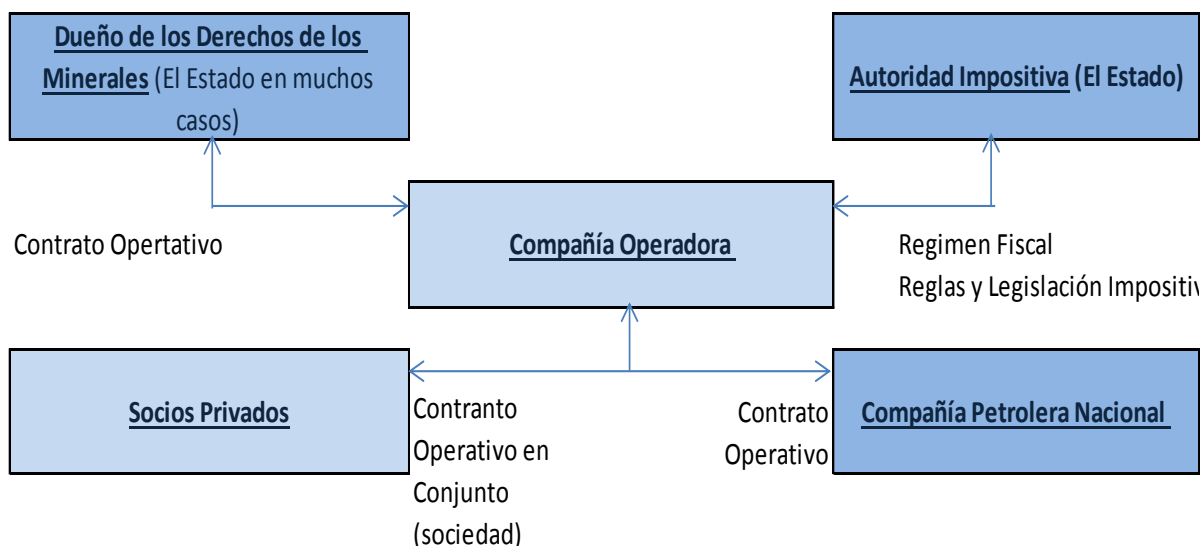 Dueño de los Derechos de los
Minerales (El Estado en muchos
casos)
Autoridad Impositiva (El Estado)
Contrato Opertativo
Compañía Operadora
Regimen Fiscal
Reglas y Legislación Impositiv
Socios Privados
Contranto
Operativo en
Conjunto
(sociedad)
Contrato
Operativo
Compañía Petrolera Nacional